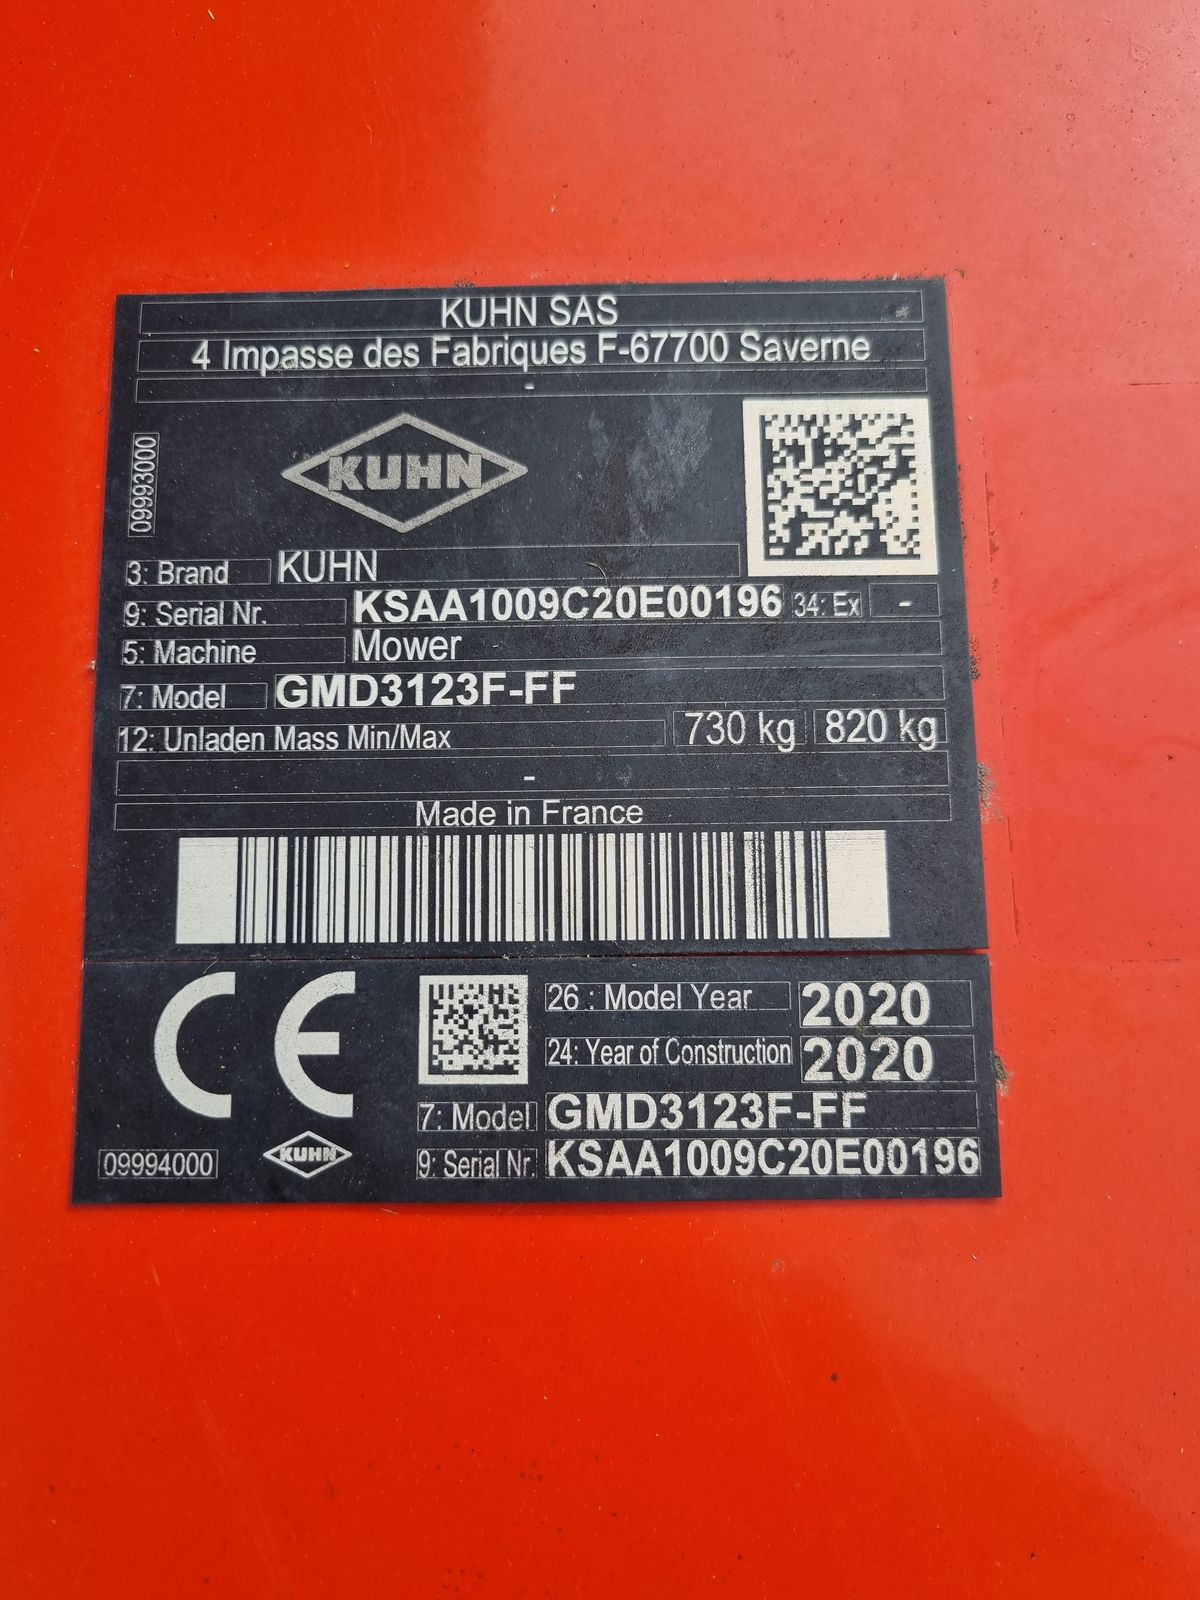 KUHN SAS
4 Impasse des Fabriques F-67700 Saverne
-
09993000
KUHN
3: Brand KUHN
9: Serial Nr. KSAA1009C20E00196 34: Ex -
5: Machine Mower
7: Model GMD3123F-FF
12: Unladen Mass Min/Max 730 kg 820 kg
-
Made in France
CE
26 : Model Year 2020
24: Year of Construction 2020
7: Model GMD3123F-FF
9: Serial Nr. KSAA1009C20E00196
09994000
KUHN